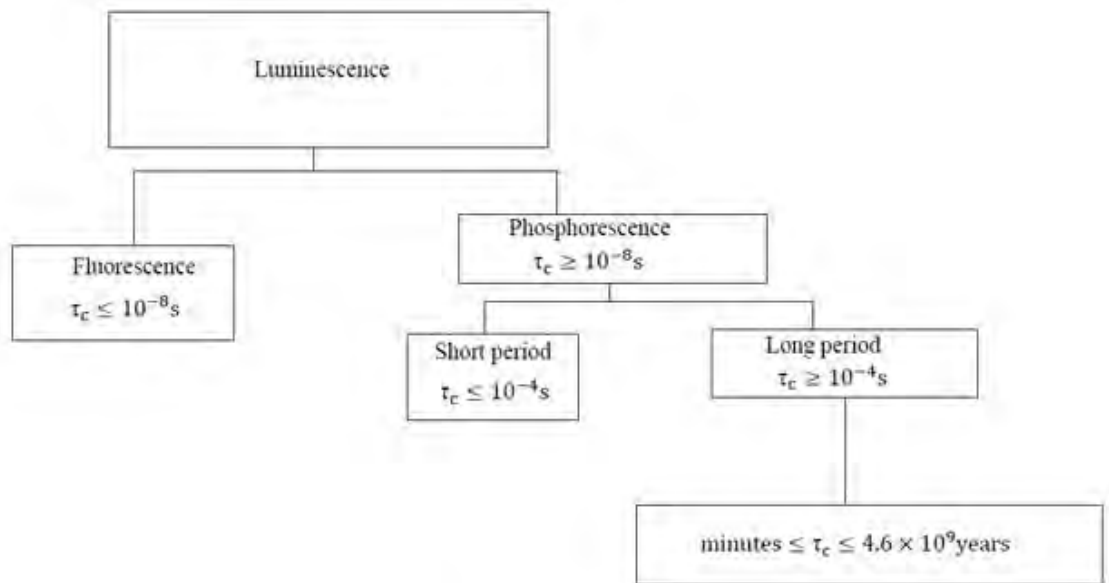 Luminescence
Phosphorescence
τc ≥ 10⁻⁸s
Fluorescence
τc ≤ 10⁻⁸s
Short period
τc ≤ 10⁻⁴s
Long period
τc ≥ 10⁻⁴s
minutes ≤ τc ≤ 4.6 × 10⁹years